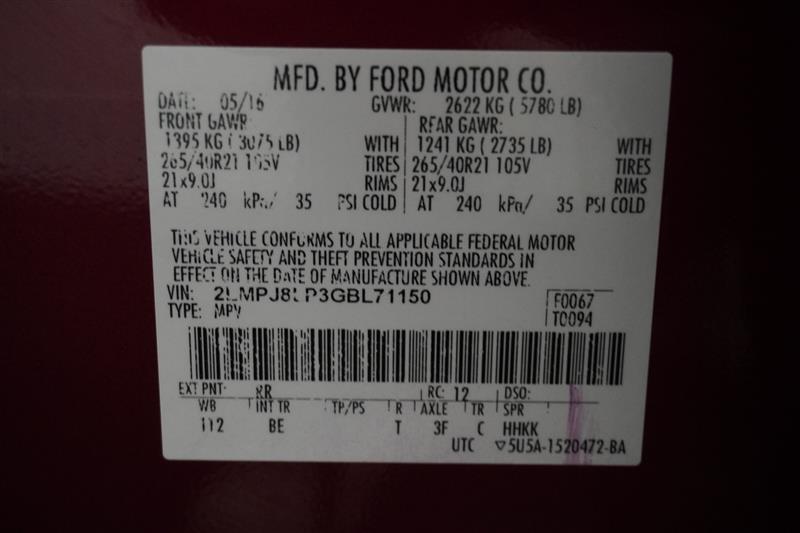 MFD. BY FORD MOTOR CO.
DATE: 05/16 GVWR: 2622 KG ( 5780 LB)
FRONT GAWR: REAR GAWR:
1395 KG ( 3075 LB) WITH 1241 KG ( 2735 LB) WITH
265/40R21 105V TIRES 265/40R21 105V TIRES
21x9.0J RIMS 21x9.0J RIMS
AT 240 kPa/ 35 PSI COLD AT 240 kPa/ 35 PSI COLD
THIS VEHICLE CONFORMS TO ALL APPLICABLE FEDERAL MOTOR
VEHICLE SAFETY AND THEFT PREVENTION STANDARDS IN
EFFECT ON THE DATE OF MANUFACTURE SHOWN ABOVE.
VIN: 2LMPJ8LP3GBL71150 F0067
TYPE: MPV T0094
EXT PNT: RR RC: 12 DSO:
WB INT TR TP/PS R AXLE TR SPR
112 BE T 3F C HHKK
UTC ▽5U5A-1520472-BA